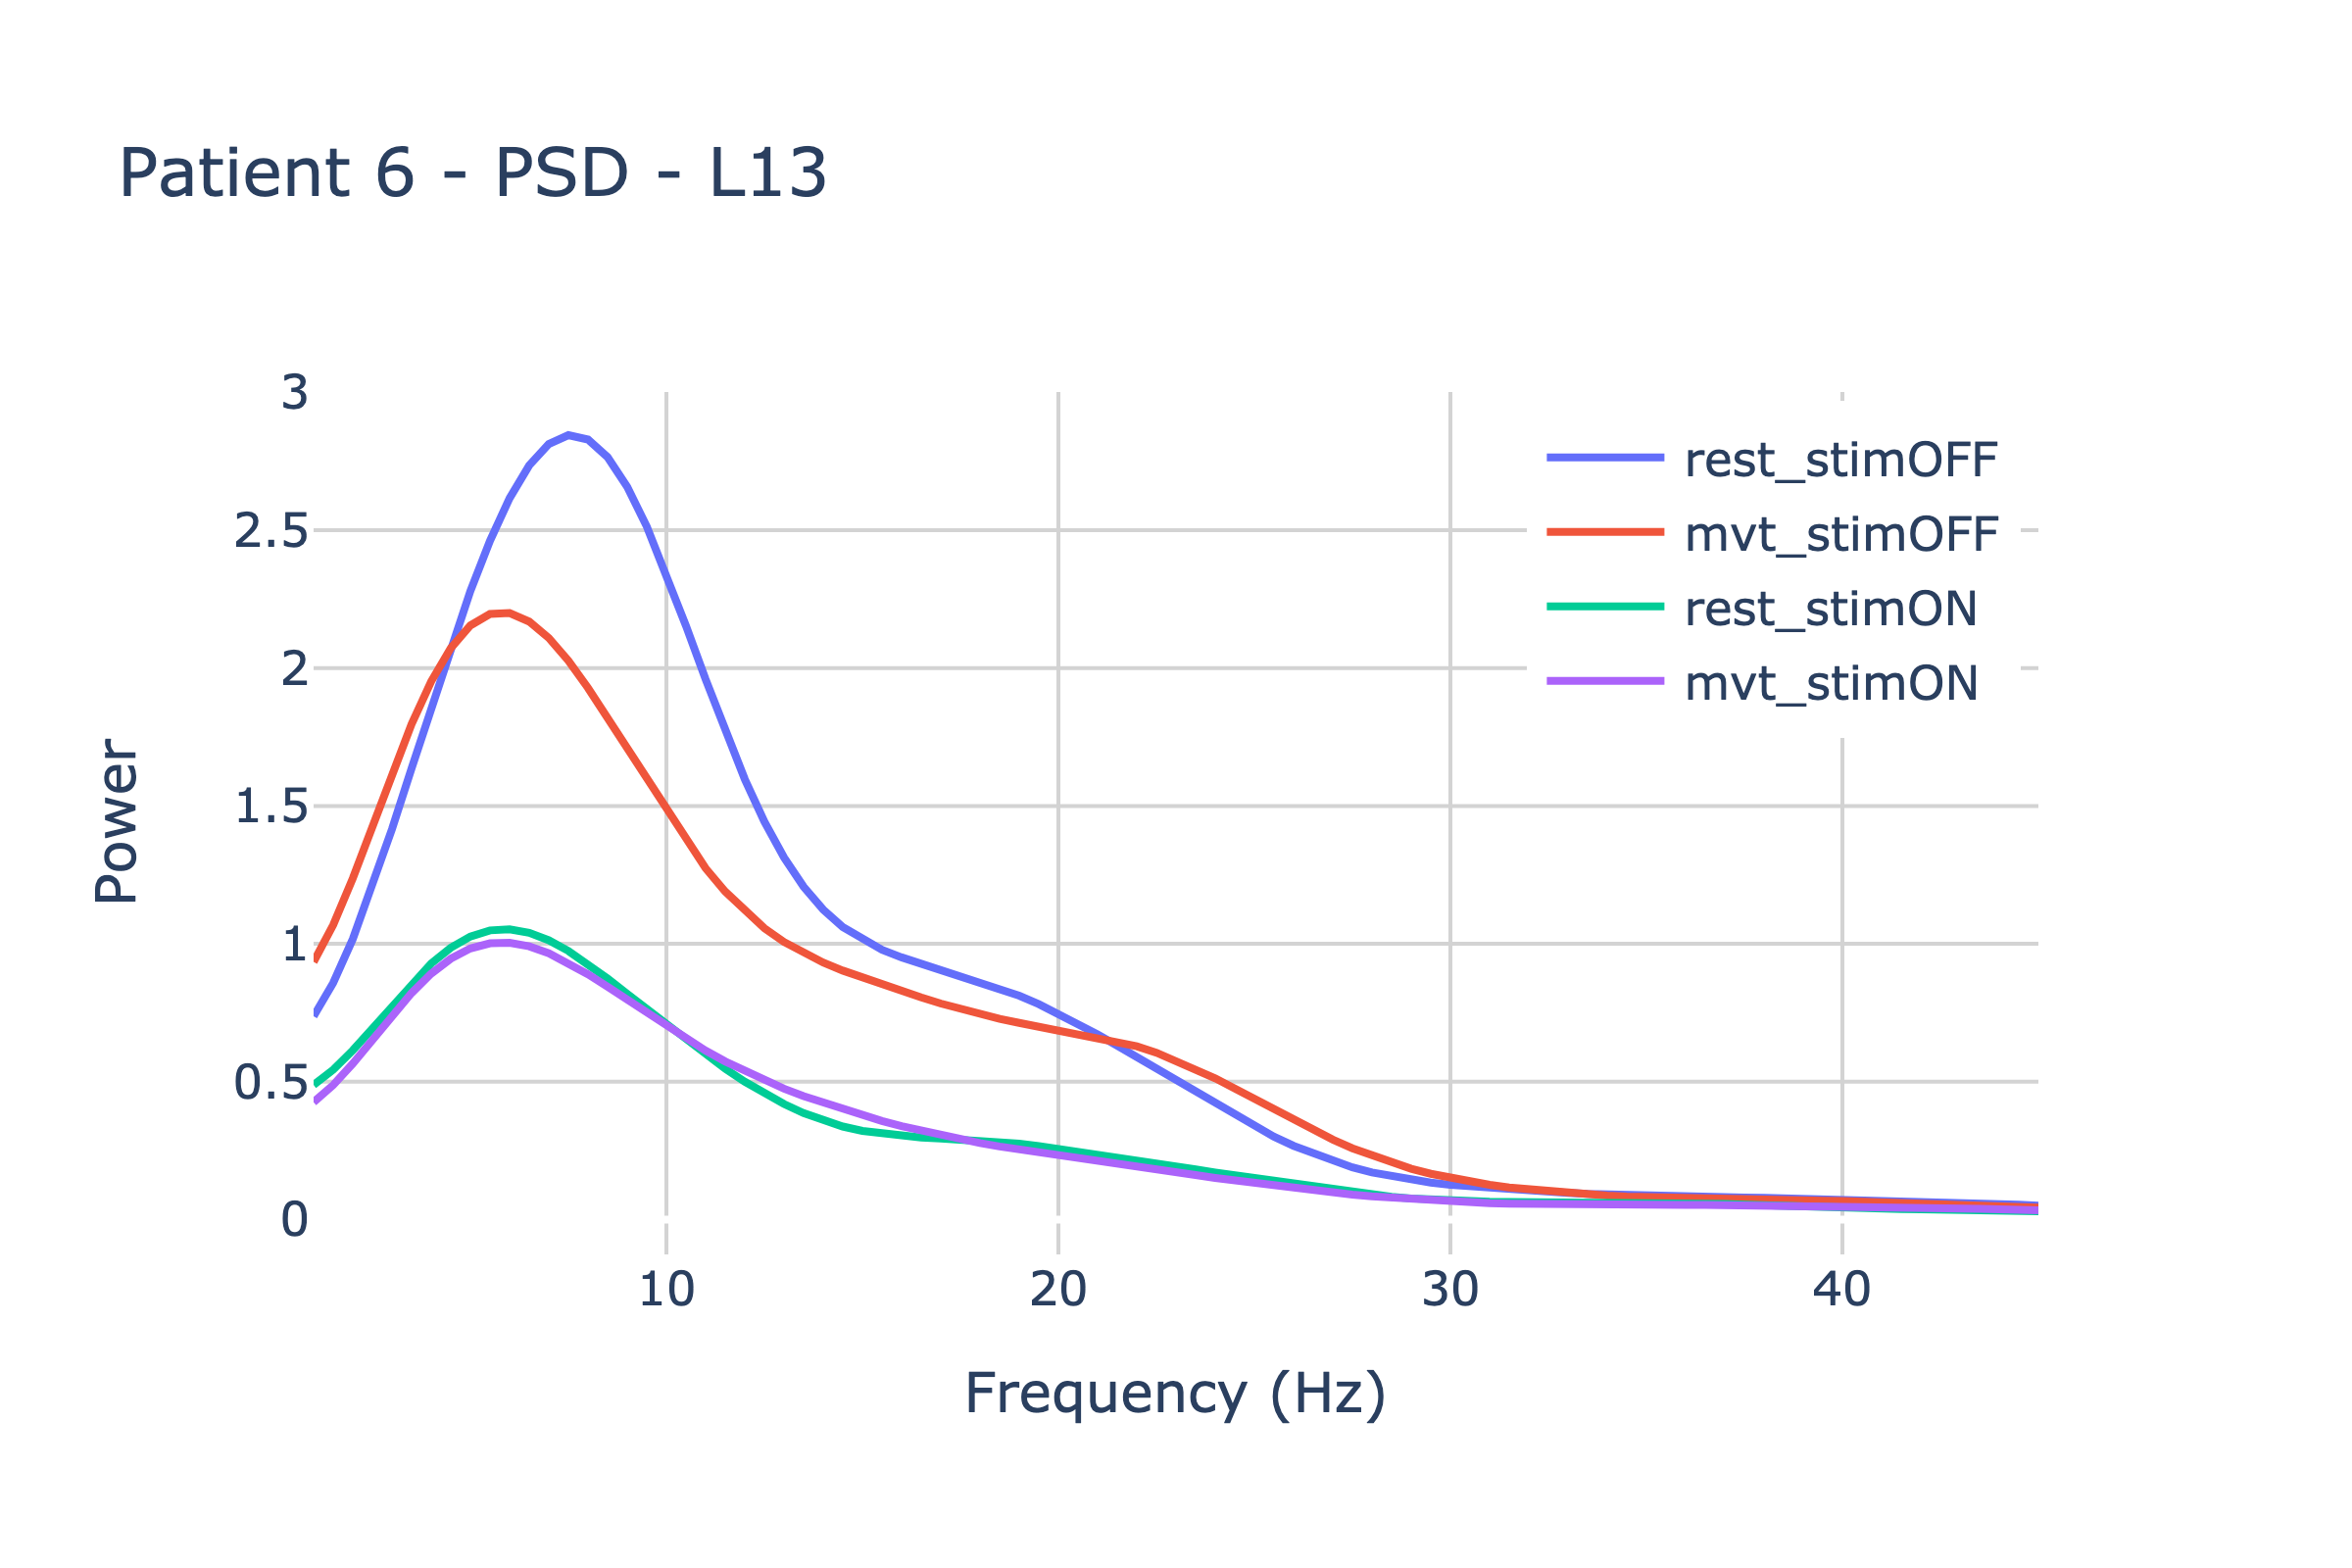 Patient 6 - PSD - L13
3
2.5
2
1.5
1
0.5
0
Power
rest_stimOFF
mvt_stimOFF
rest_stimON
mvt_stimON
10 20 30 40
Frequency (Hz)